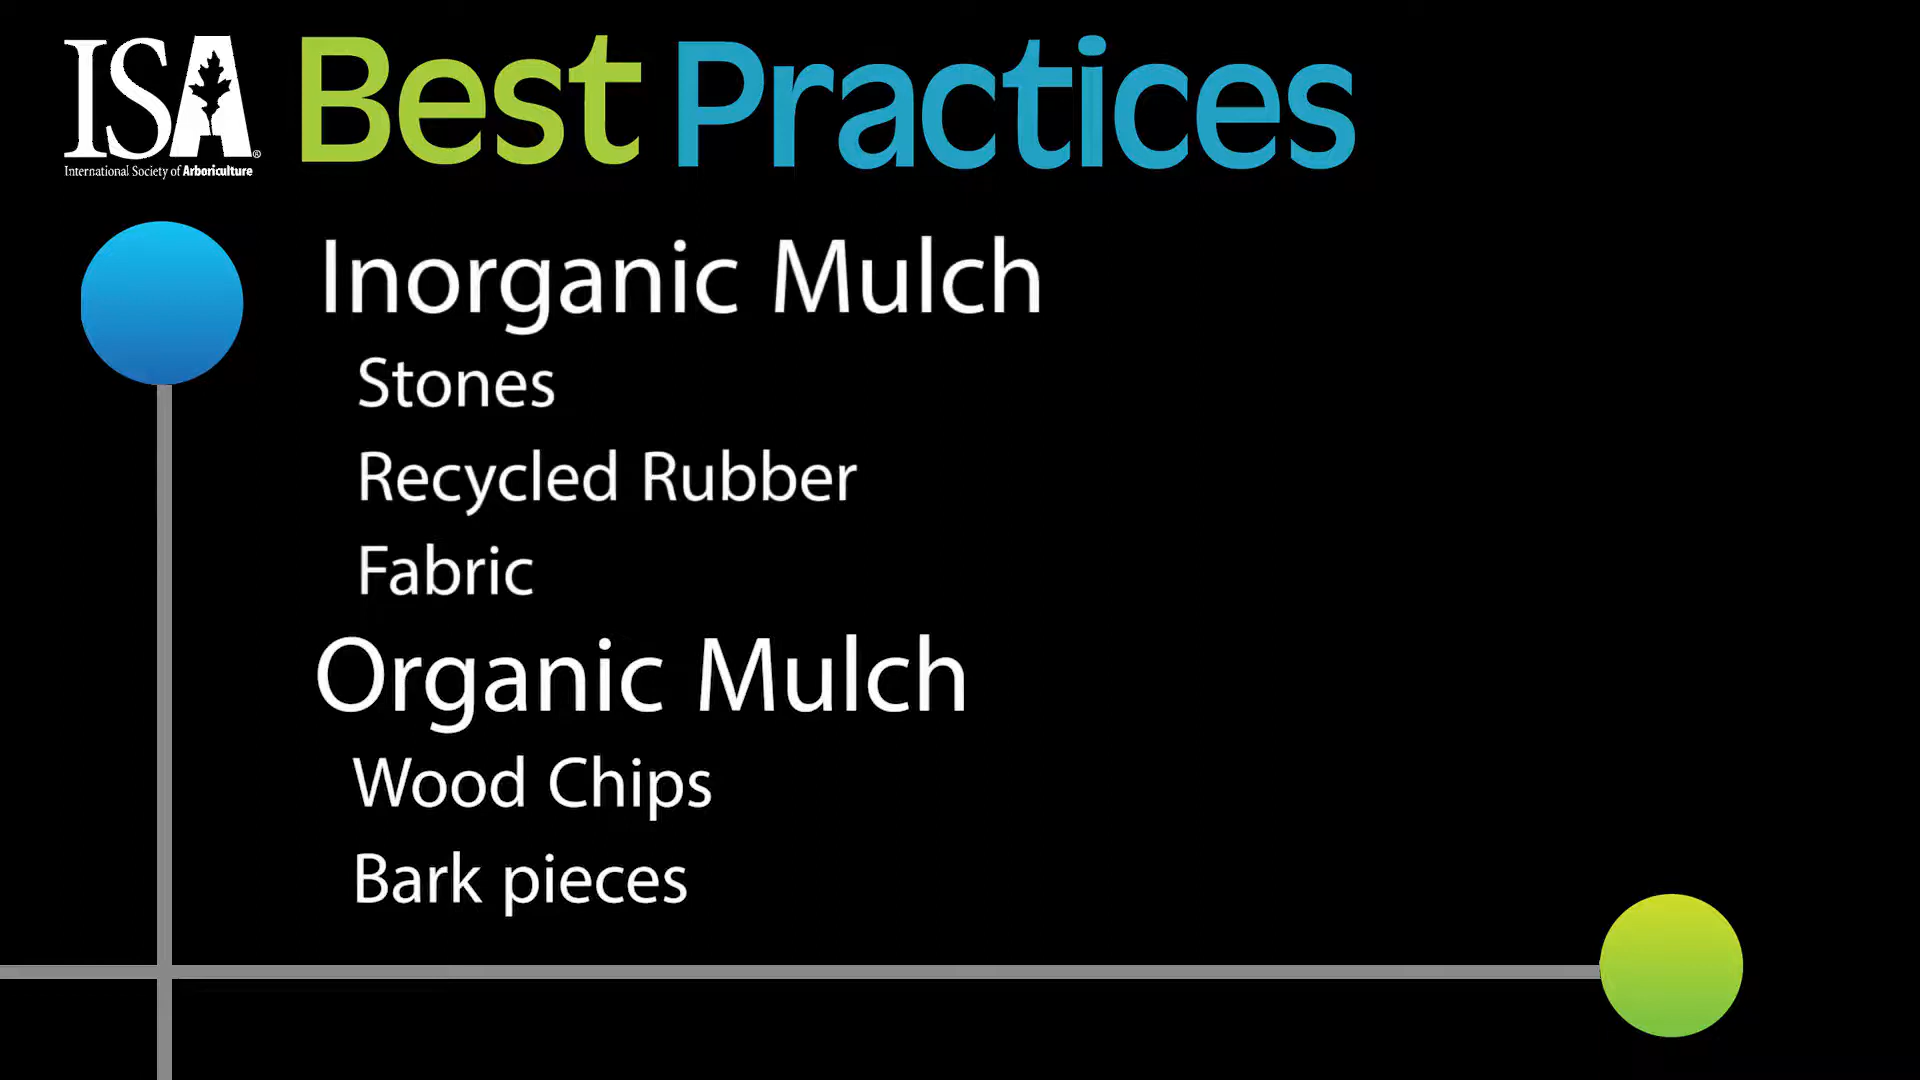 ISA®
International Society of Arboriculture
Best Practices
Inorganic Mulch
Stones
Recycled Rubber
Fabric
Organic Mulch
Wood Chips
Bark pieces